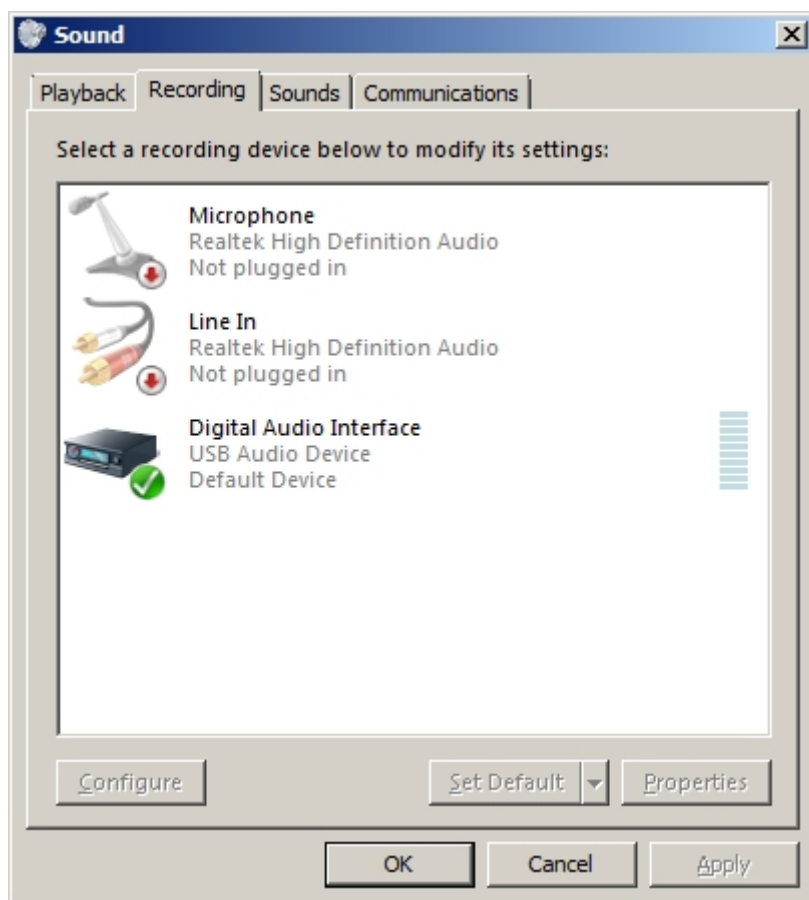 Sound
Playback Recording Sounds Communications
Select a recording device below to modify its settings:
Microphone
Realtek High Definition Audio
Not plugged in
Line In
Realtek High Definition Audio
Not plugged in
Digital Audio Interface
USB Audio Device
Default Device
Configure Set Default Properties
OK Cancel Apply